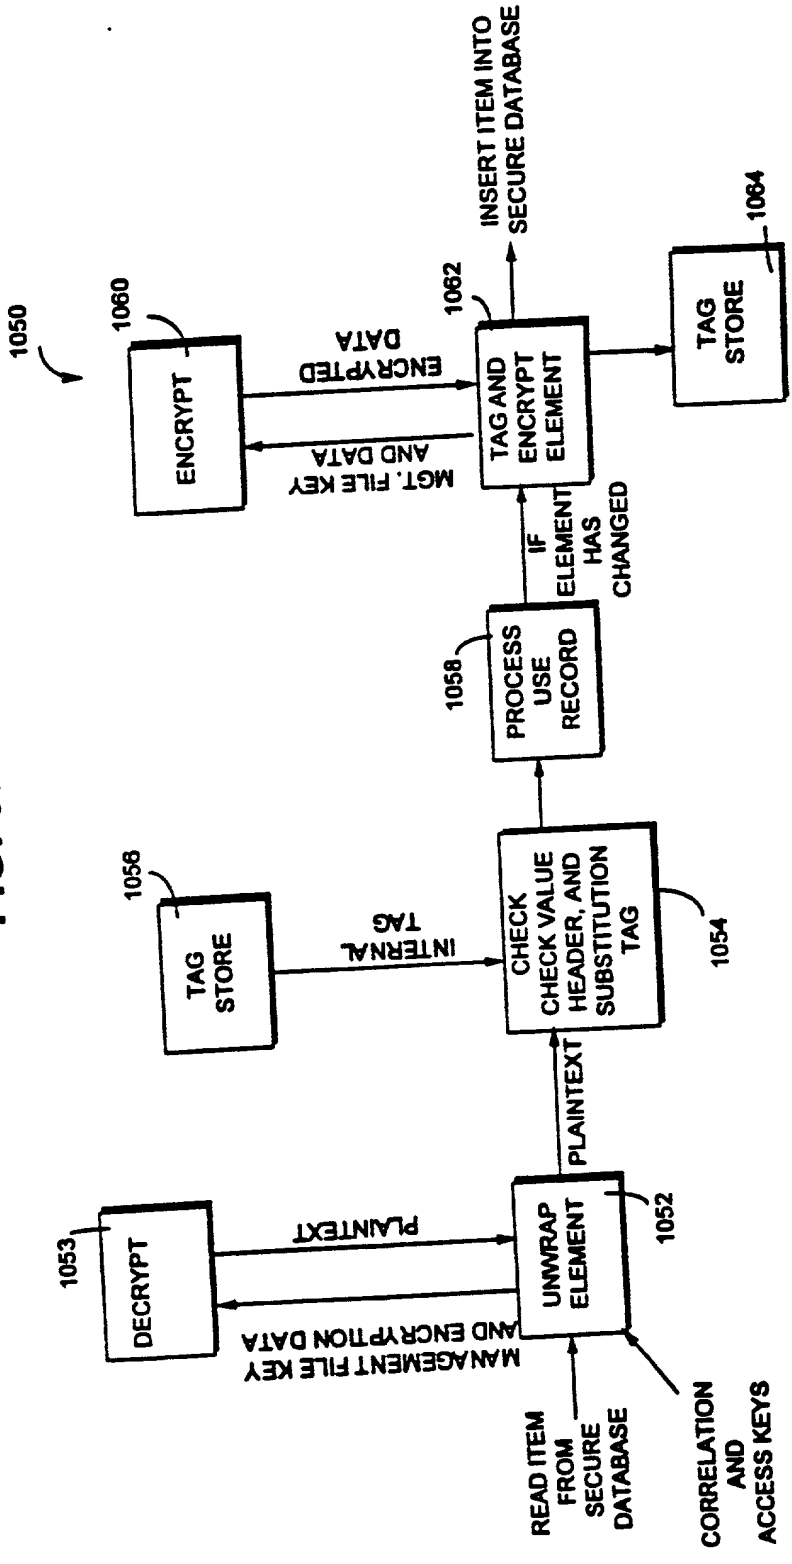 1050
1053
DECRYPT
MANAGEMENT FILE KEY
AND ENCRYPTION DATA
PLAINTEXT
READ ITEM
FROM
SECURE
DATABASE
CORRELATION
AND
ACCESS KEYS
UNWRAP
ELEMENT
1052
PLAINTEXT
1056
TAG
STORE
INTERNAL
TAG
CHECK
CHECK VALUE
HEADER, AND
SUBSTITUTION
TAG
1054
1058
PROCESS
USE
RECORD
IF
ELEMENT
HAS
CHANGED
1060
ENCRYPT
MGT. FILE KEY
AND DATA
ENCRYPTED
DATA
1062
TAG AND
ENCRYPT
ELEMENT
INSERT ITEM INTO
SECURE DATABASE
TAG
STORE
1064